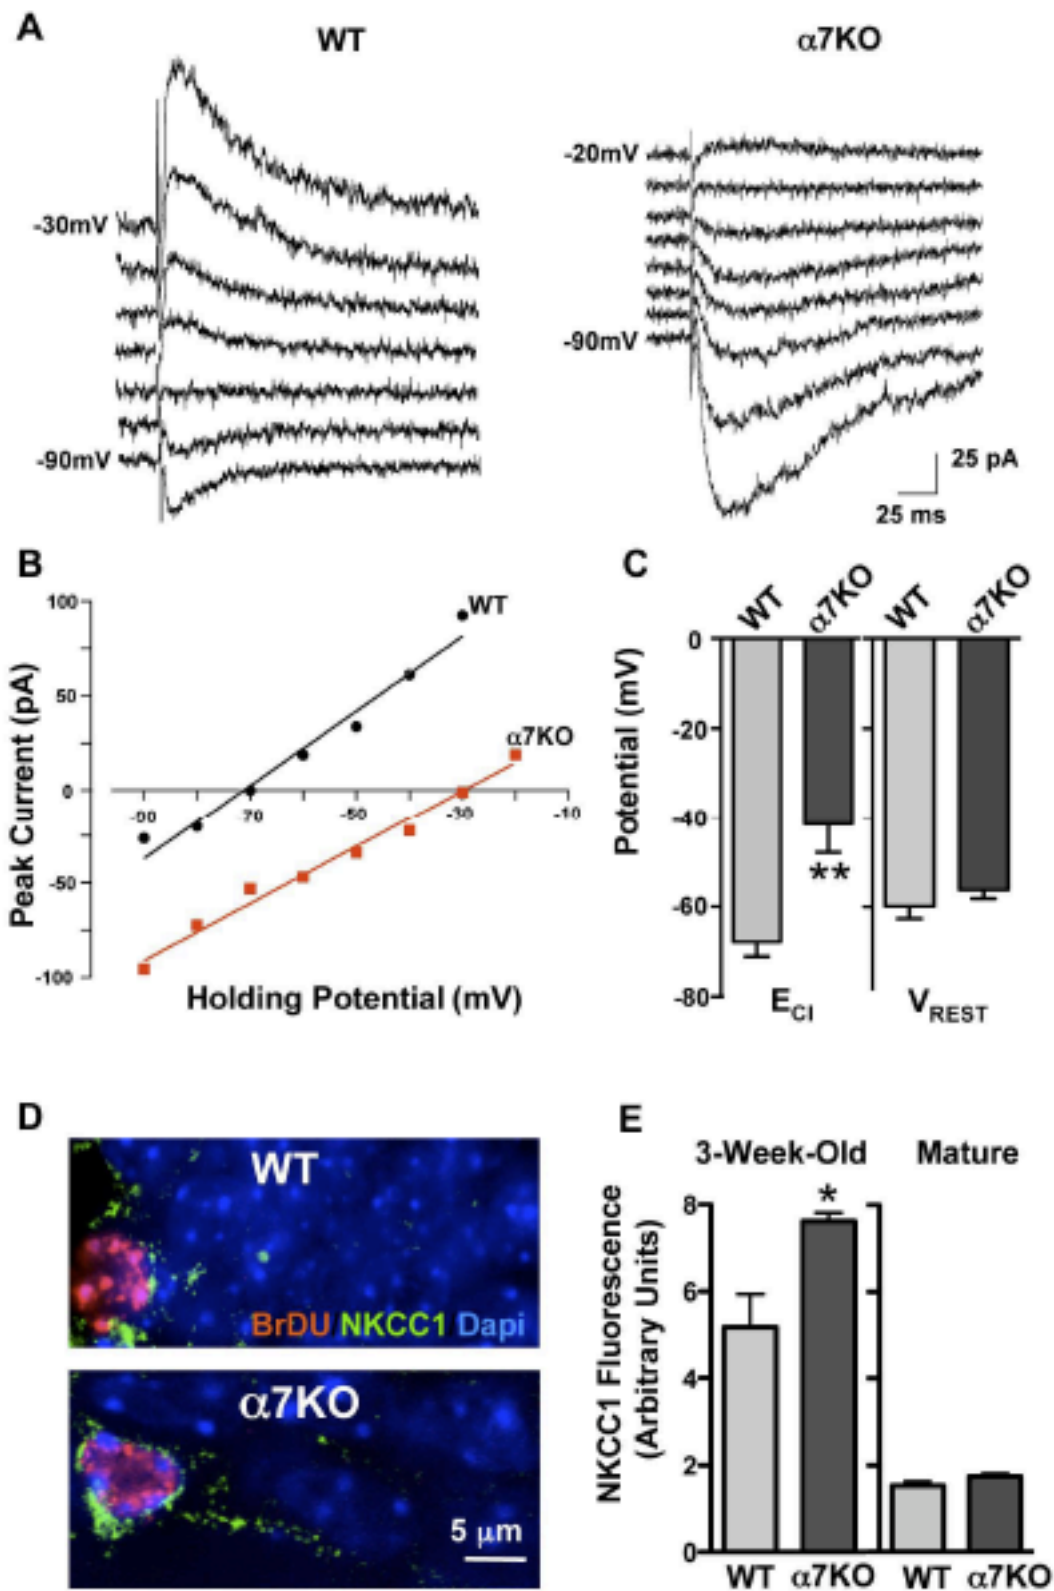 A
WT
α7KO
-30mV
-90mV
-20mV
-90mV
25 pA
25 ms
B
100
50
0
-50
-100
-90
-70
-50
-30
-10
WT
α7KO
Peak Current (pA)
Holding Potential (mV)
C
WT
α7KO
WT
α7KO
0
-20
-40
-60
-80
Potential (mV)
**
ECl
VREST
D
WT
BrDU NKCC1 Dapi
α7KO
5 μm
E
3-Week-Old
Mature
NKCC1 Fluorescence
(Arbitrary Units)
8
6
4
2
0
*
WT
α7KO
WT
α7KO